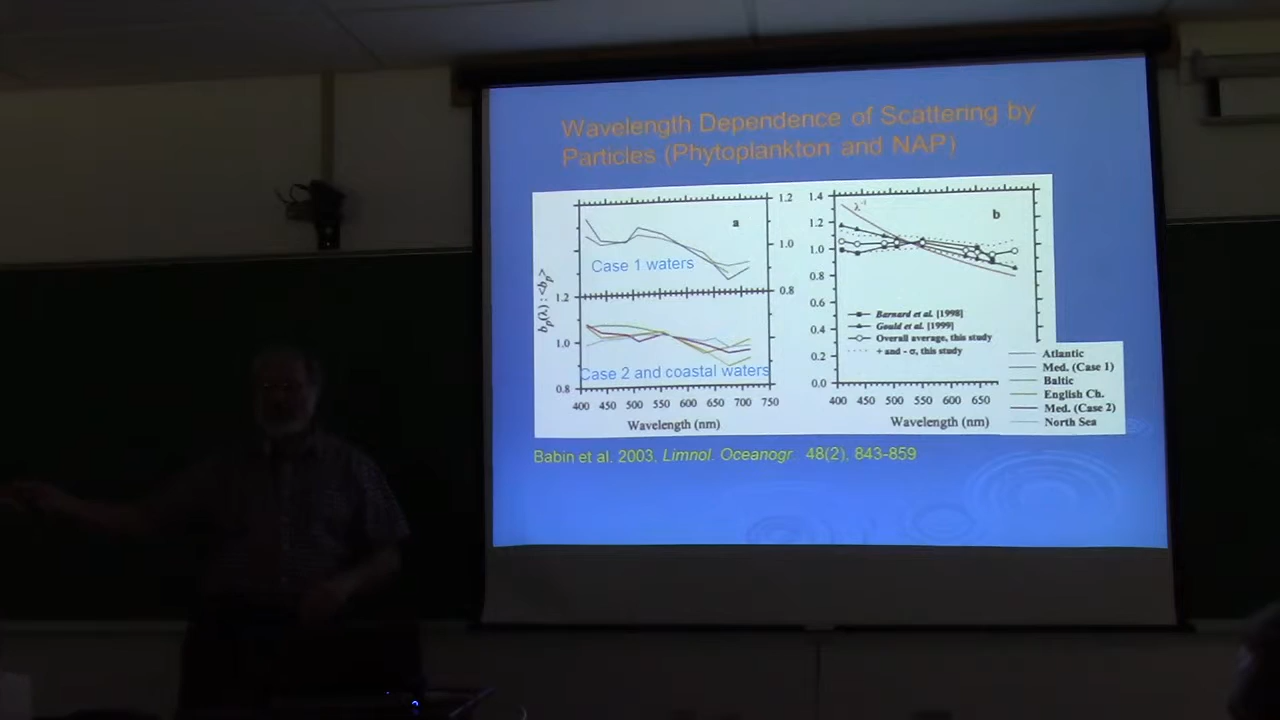 Wavelength Dependence of Scattering by
Particles (Phytoplankton and NAP)
a
Case 1 waters
1.2
1.0
0.8
bp(λ) : <bp>
1.2
1.0
0.8
Case 2 and coastal waters
400 450 500 550 600 650 700 750
Wavelength (nm)
1.4
1.2
1.0
0.8
0.6
0.4
0.2
0.0
λ⁻¹
b
Barnard et al. [1998]
Gould et al. [1999]
Overall average, this study
+ and - σ, this study
400 450 500 550 600 650
Wavelength (nm)
Atlantic
Med. (Case 1)
Baltic
English Ch.
Med. (Case 2)
North Sea
Babin et al. 2003, Limnol. Oceanogr. 48(2), 843-859